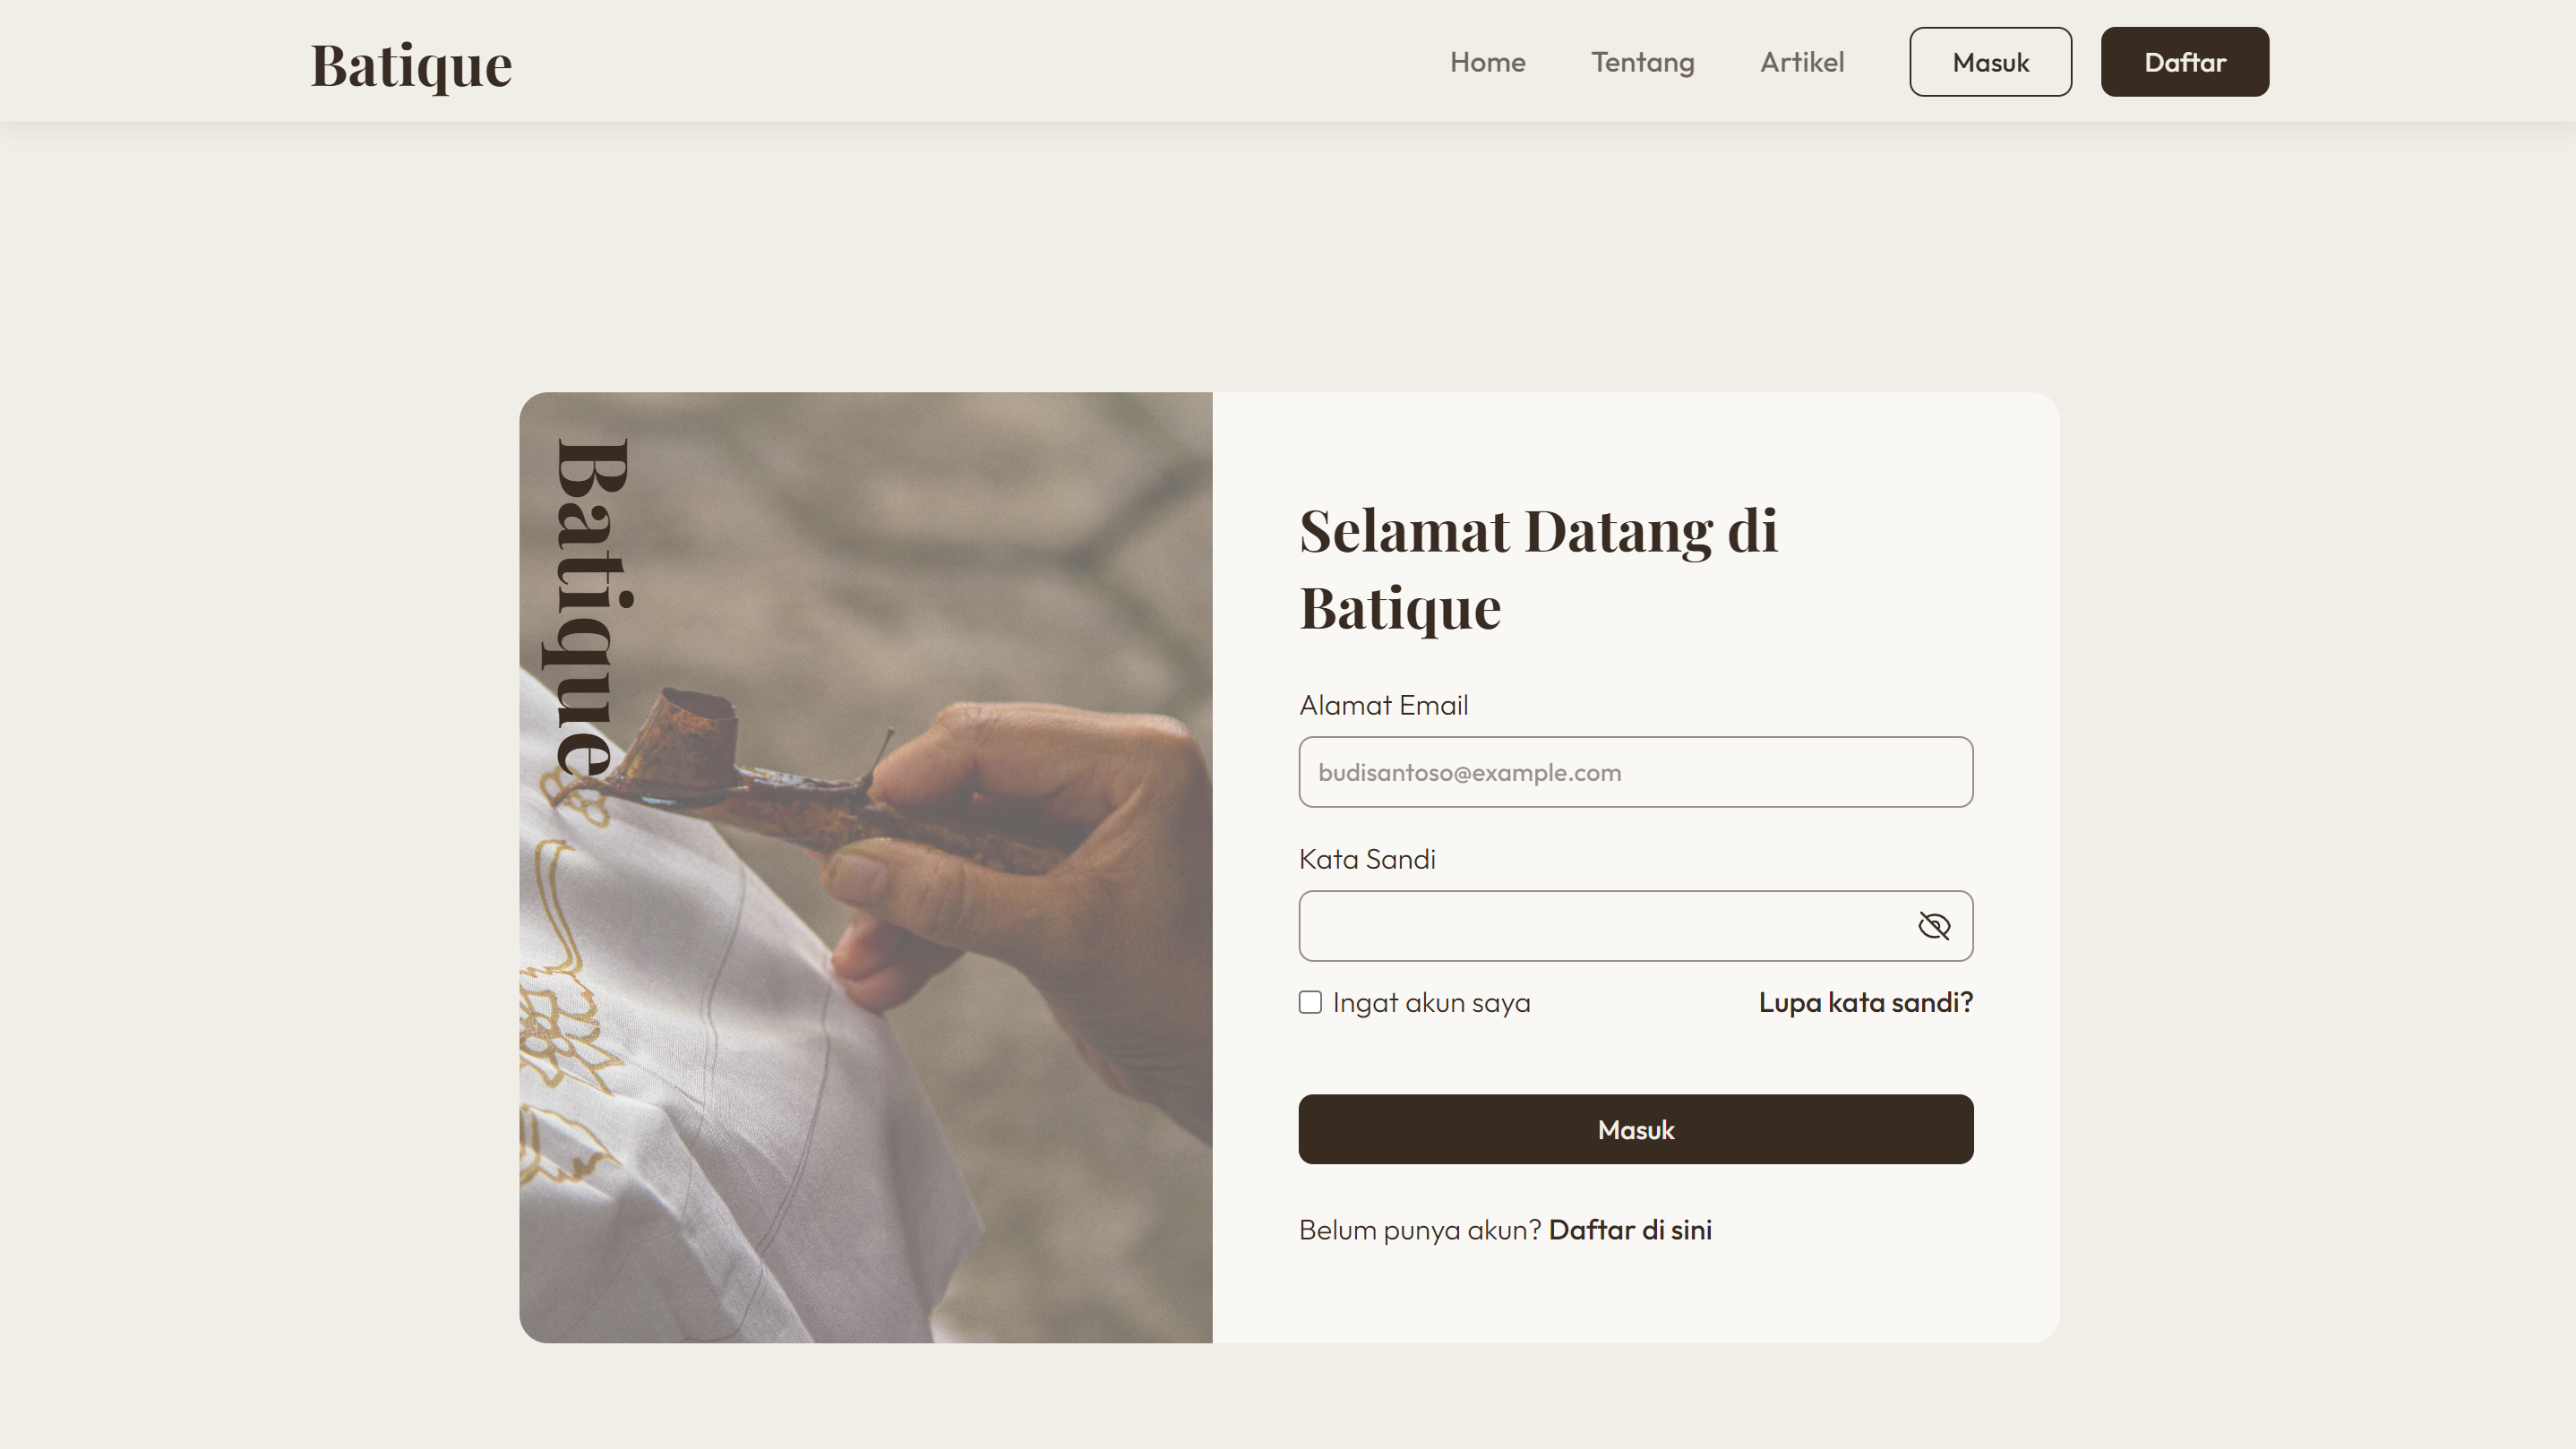 Batique
Home Tentang Artikel Masuk Daftar
Batique
Selamat Datang di
Batique
Alamat Email
budisantoso@example.com
Kata Sandi
Ingat akun saya Lupa kata sandi?
Masuk
Belum punya akun? Daftar di sini